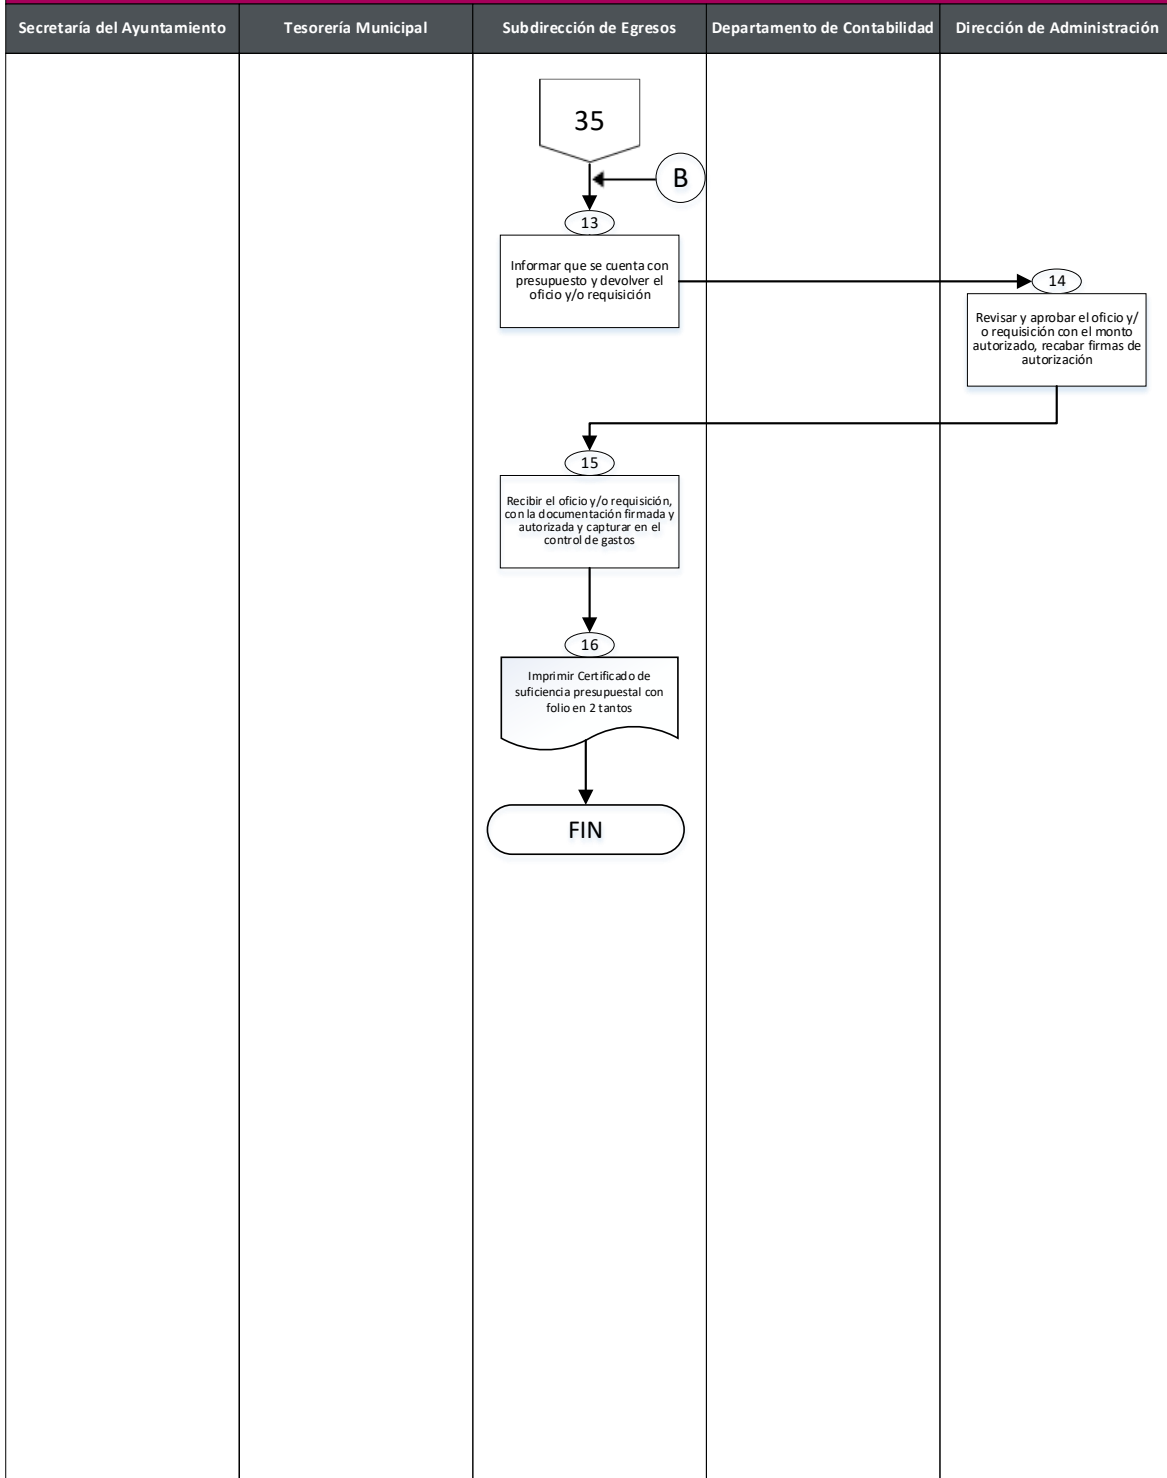 Secretaría del Ayuntamiento
Tesorería Municipal
Subdirección de Egresos
Departamento de Contabilidad
Dirección de Administración
35
B
13
Informar que se cuenta con
presupuesto y devolver el
oficio y/o requisición
14
Revisar y aprobar el oficio y/
o requisición con el monto
autorizado, recabar firmas de
autorización
15
Recibir el oficio y/o requisición,
con la documentación firmada y
autorizada y capturar en el
control de gastos
16
Imprimir Certificado de
suficiencia presupuestal con
folio en 2 tantos
FIN